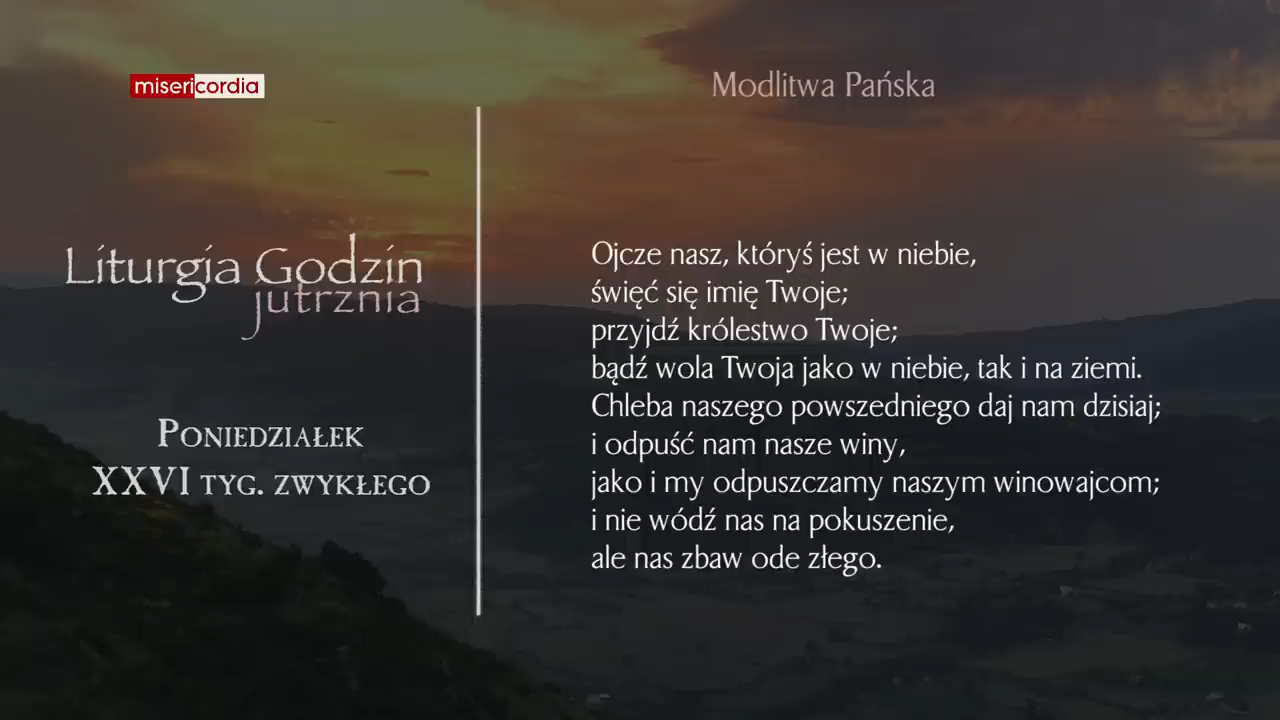 misericordia
Modlitwa Pańska
Liturgia Godzin
jutrznia
Poniedziałek
XXVI tyg. zwykłego
Ojcze nasz, któryś jest w niebie,
święć się imię Twoje;
przyjdź królestwo Twoje;
bądź wola Twoja jako w niebie, tak i na ziemi.
Chleba naszego powszedniego daj nam dzisiaj;
i odpuść nam nasze winy,
jako i my odpuszczamy naszym winowajcom;
i nie wódź nas na pokuszenie,
ale nas zbaw ode złego.